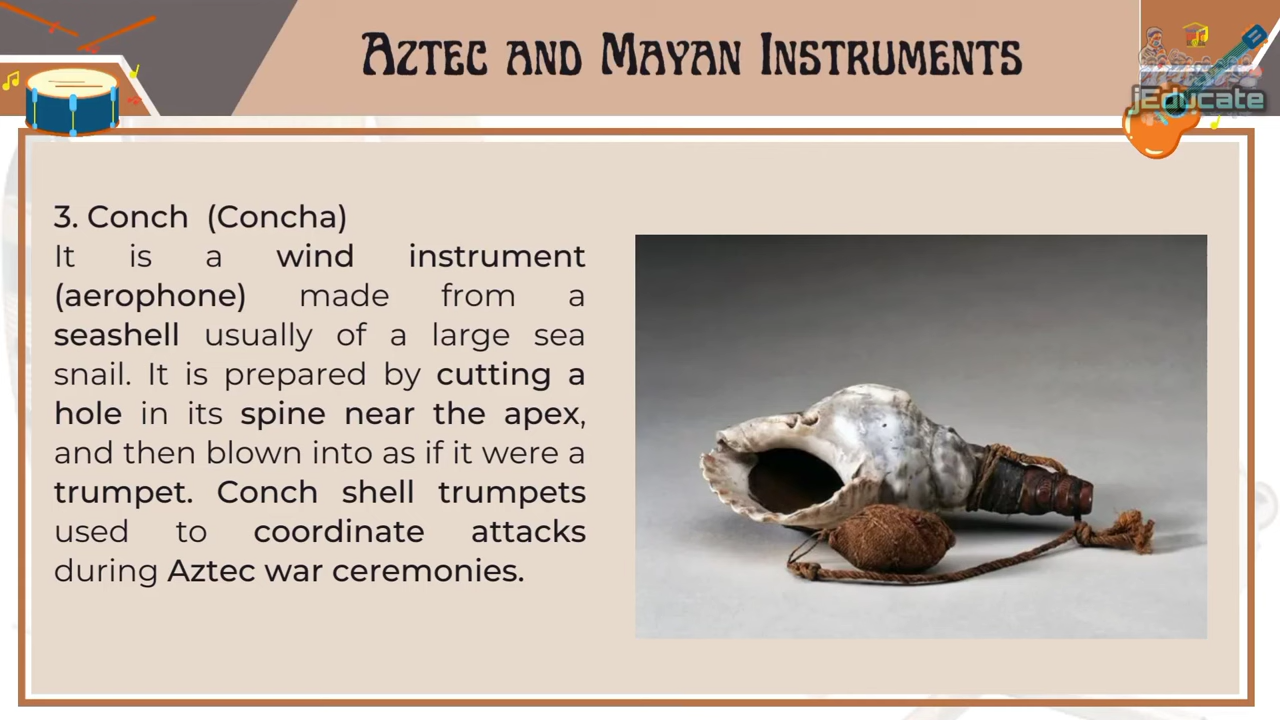 Aztec and Mayan Instruments
jEducate
3. Conch (Concha)
It is a wind instrument
(aerophone) made from a
seashell usually of a large sea
snail. It is prepared by cutting a
hole in its spine near the apex,
and then blown into as if it were a
trumpet. Conch shell trumpets
used to coordinate attacks
during Aztec war ceremonies.